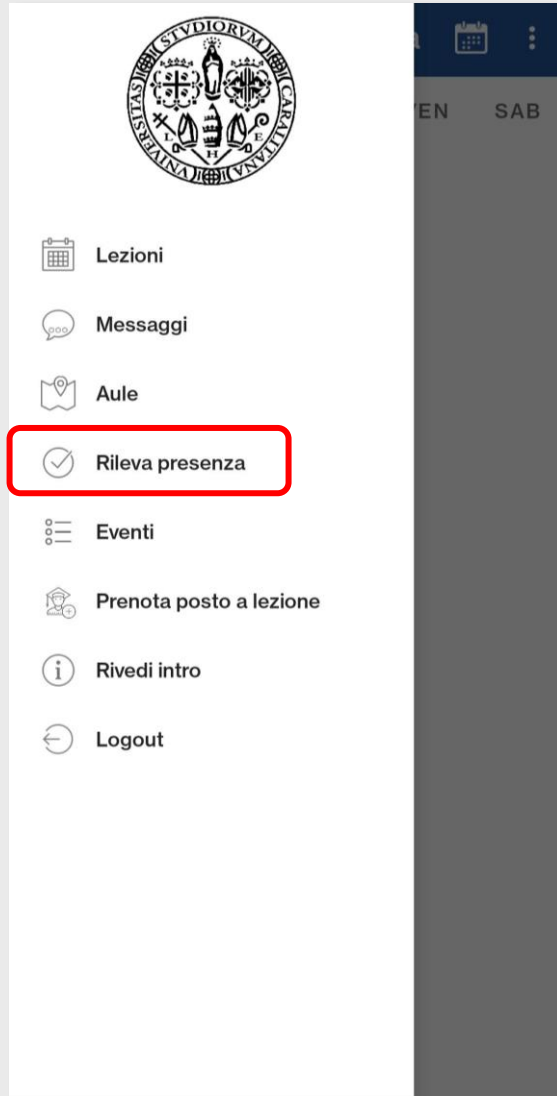 STVDIORVM
VNIVERSITAS
CARALITANA
L E
H
VEN SAB
Lezioni
Messaggi
Aule
Rileva presenza
Eventi
Prenota posto a lezione
Rivedi intro
Logout